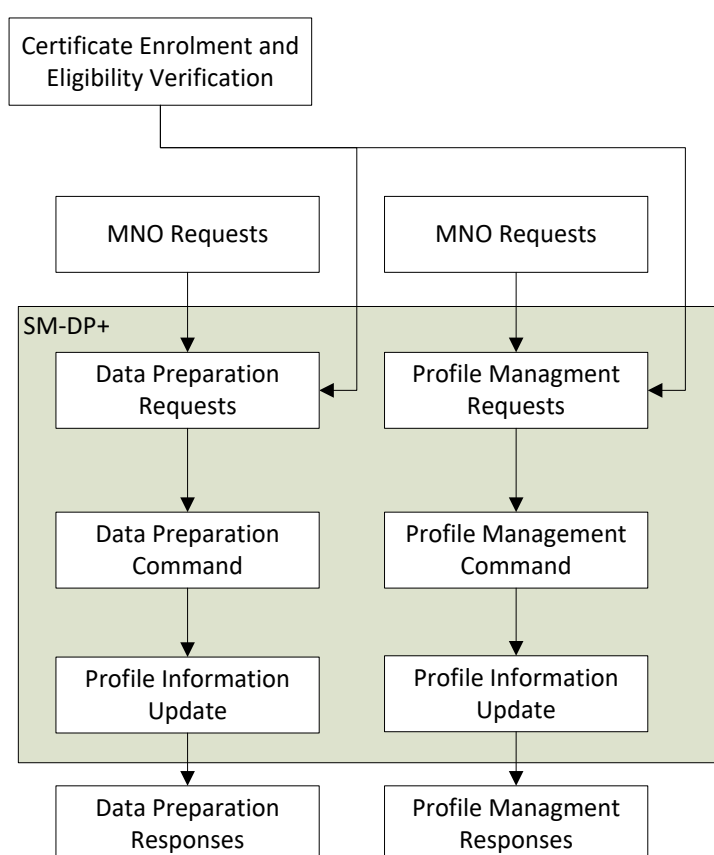 Certificate Enrolment and
Eligibility Verification
MNO Requests
MNO Requests
SM-DP+
Data Preparation
Requests
Profile Managment
Requests
Data Preparation
Command
Profile Management
Command
Profile Information
Update
Profile Information
Update
Data Preparation
Responses
Profile Managment
Responses